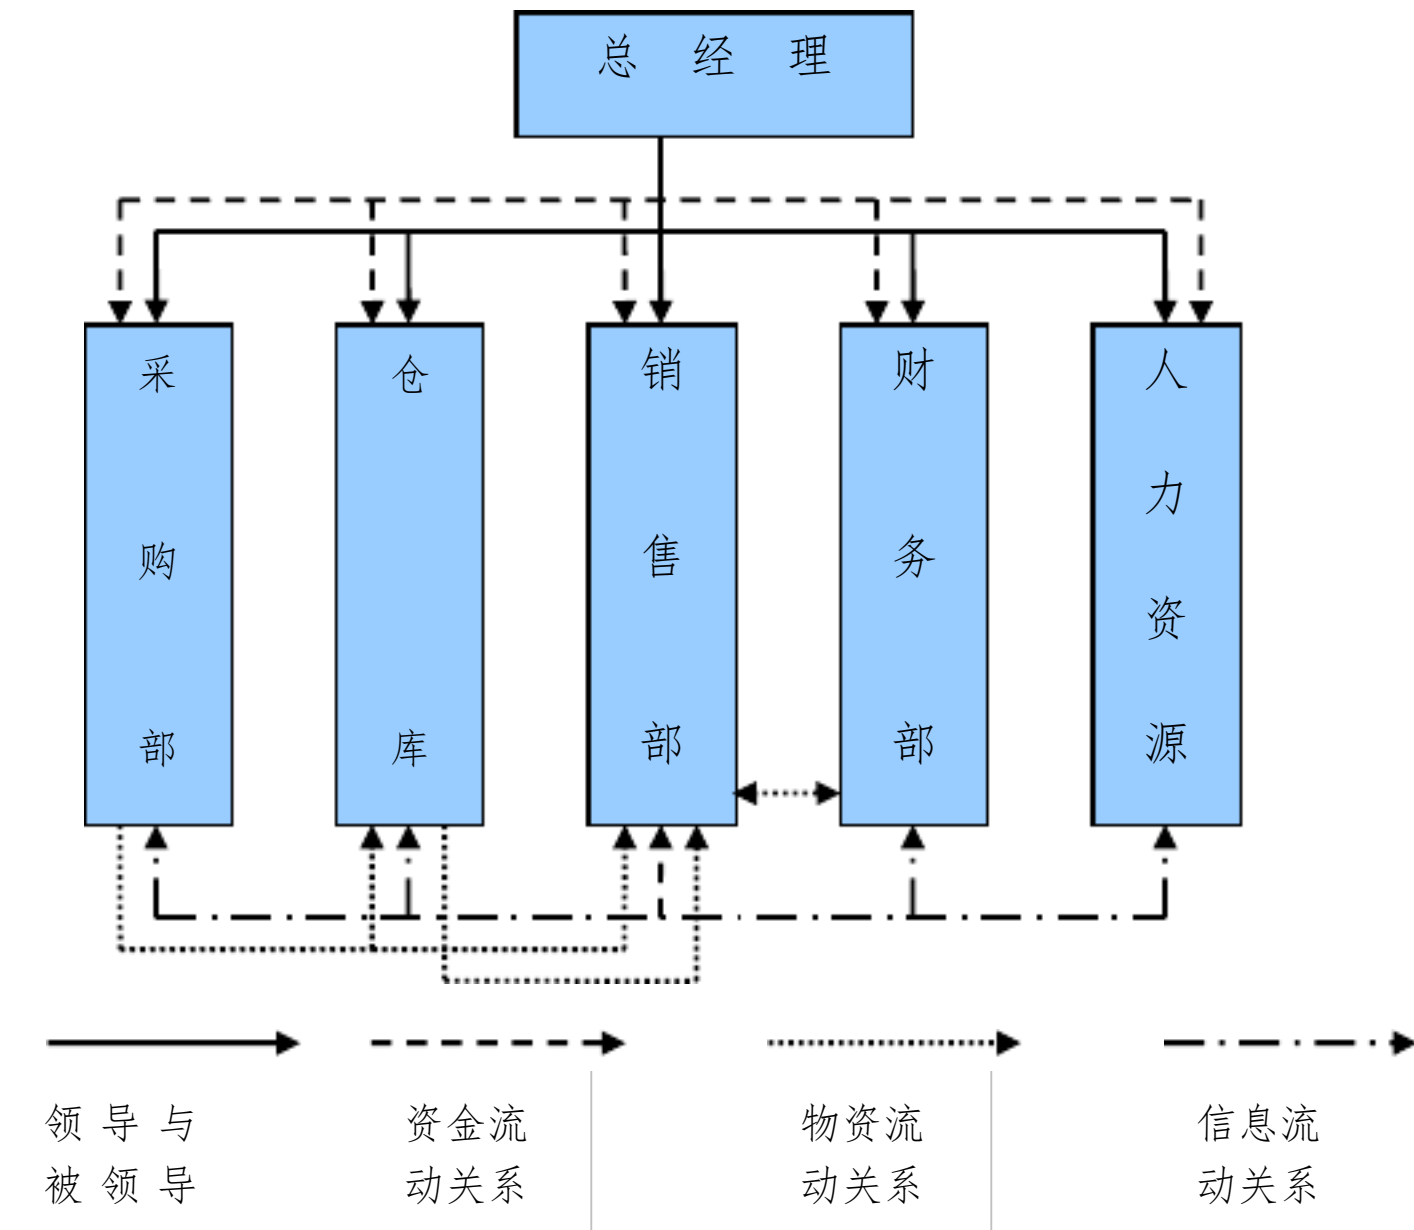 总 经 理
采购部
仓库
销售部
财务部
人力资源
领 导 与
被 领 导
资金流
动关系
物资流
动关系
信息流
动关系